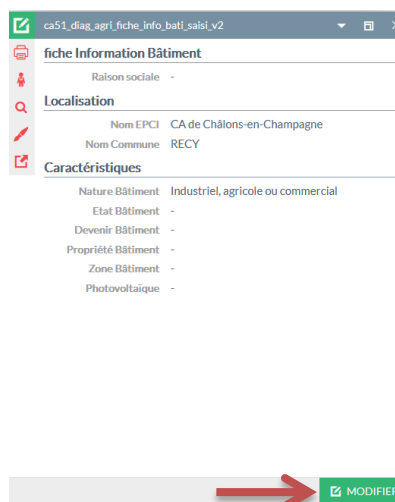 ca51_diag_agri_fiche_info_bati_saisi_v2
fiche Information Bâtiment
Raison sociale -
Localisation
Nom EPCI CA de Châlons-en-Champagne
Nom Commune RECY
Caractéristiques
Nature Bâtiment Industriel, agricole ou commercial
Etat Bâtiment -
Devenir Bâtiment -
Propriété Bâtiment -
Zone Bâtiment -
Photovoltaïque -
MODIFIER